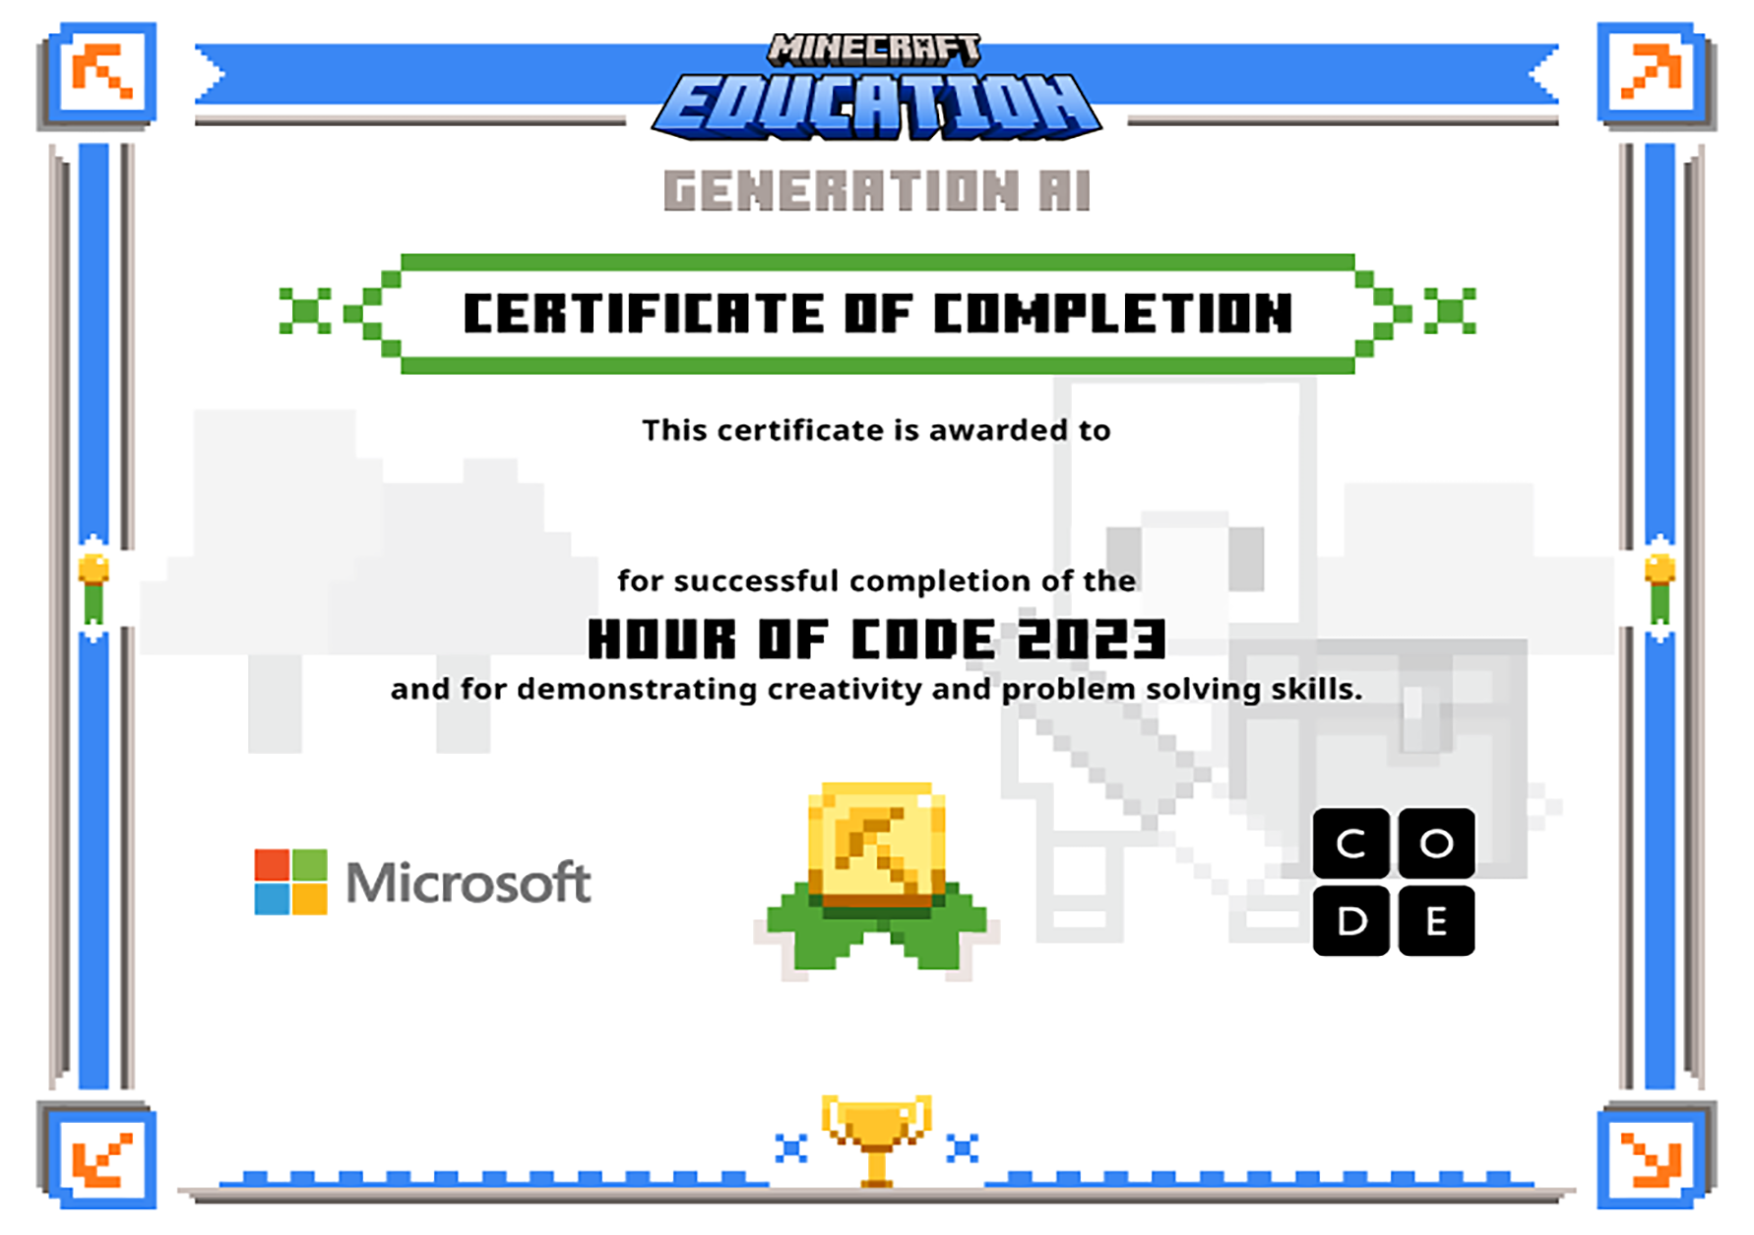 MINECRAFT
EDUCATION
GENERATION AI
CERTIFICATE OF COMPLETION
This certificate is awarded to
for successful completion of the
HOUR OF CODE 2023
and for demonstrating creativity and problem solving skills.
Microsoft
C O
D E